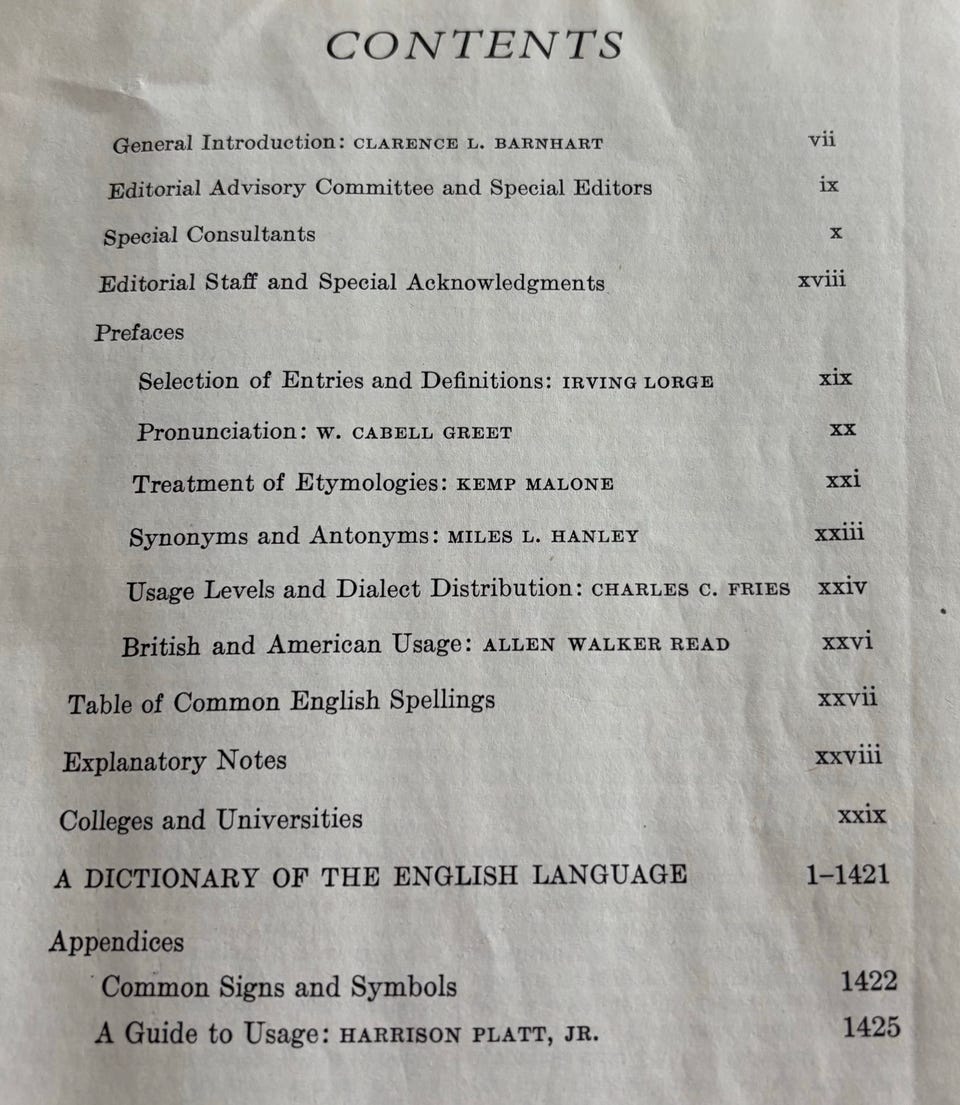 CONTENTS
General Introduction: CLARENCE L. BARNHART vii
Editorial Advisory Committee and Special Editors ix
Special Consultants x
Editorial Staff and Special Acknowledgments xviii
Prefaces
Selection of Entries and Definitions: IRVING LORGE xix
Pronunciation: W. CABELL GREET xx
Treatment of Etymologies: KEMP MALONE xxi
Synonyms and Antonyms: MILES L. HANLEY xxiii
Usage Levels and Dialect Distribution: CHARLES C. FRIES xxiv
British and American Usage: ALLEN WALKER READ xxvi
Table of Common English Spellings xxvii
Explanatory Notes xxviii
Colleges and Universities xxix
A DICTIONARY OF THE ENGLISH LANGUAGE 1–1421
Appendices
Common Signs and Symbols 1422
A Guide to Usage: HARRISON PLATT, JR. 1425